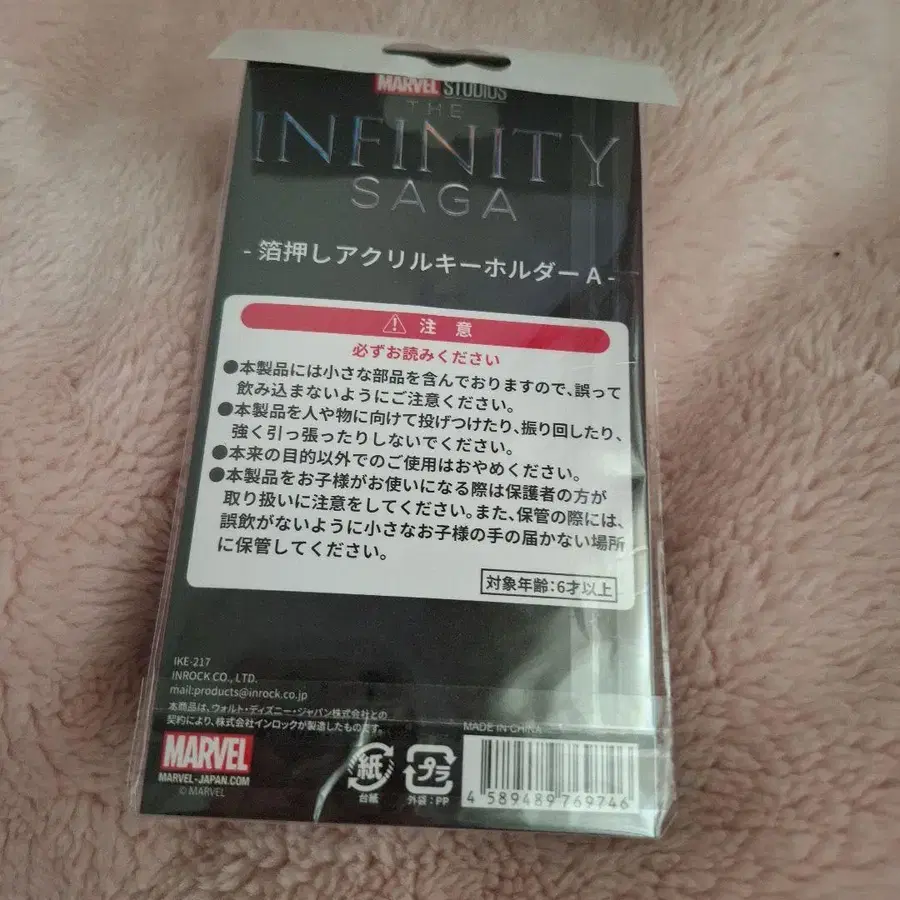 MARVEL STUDIOS
THE
INFINITY
SAGA
- 箔押しアクリルキーホルダー A -
注 意
必ずお読みください
●本製品には小さな部品を含んでおりますので、誤って
飲み込まないようにご注意ください。
●本製品を人や物に向けて投げつけたり、振り回したり、
強く引っ張ったりしないでください。
●本来の目的以外でのご使用はおやめください。
●本製品をお子様がお使いになる際は保護者の方が
取り扱いに注意をしてください。また、保管の際には、
誤飲がないように小さなお子様の手の届かない場所
に保管してください。
対象年齢：6才以上
IKE-217
INROCK CO., LTD.
mail:products@inrock.co.jp
本商品は、ウォルト・ディズニー・ジャパン株式会社との
契約により、株式会社インロックが製造したものです。
MADE IN CHINA
MARVEL
MARVEL-JAPAN.COM
© MARVEL
紙
台紙
プラ
外袋：PP
4 589489 769746